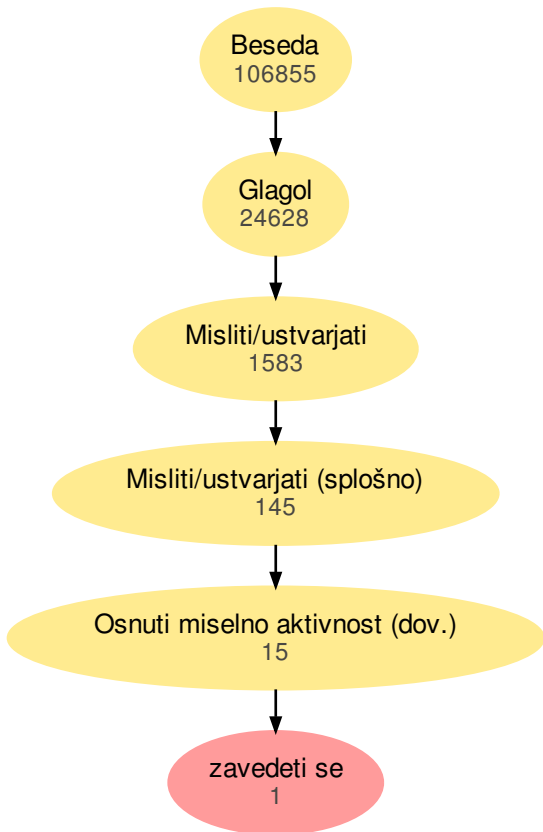 Beseda
106855
Glagol
24628
Misliti/ustvarjati
1583
Misliti/ustvarjati (splošno)
145
Osnuti miselno aktivnost (dov.)
15
zavedeti se
1